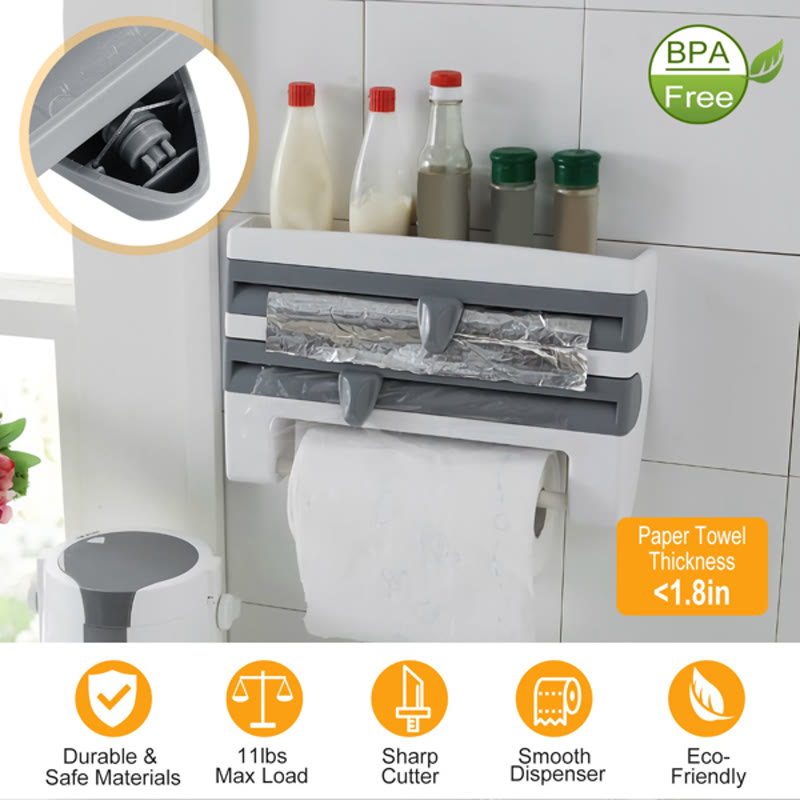 BPA
Free
Paper Towel
Thickness
<1.8in
Durable &
Safe Materials
11lbs
Max Load
Sharp
Cutter
Smooth
Dispenser
Eco-
Friendly